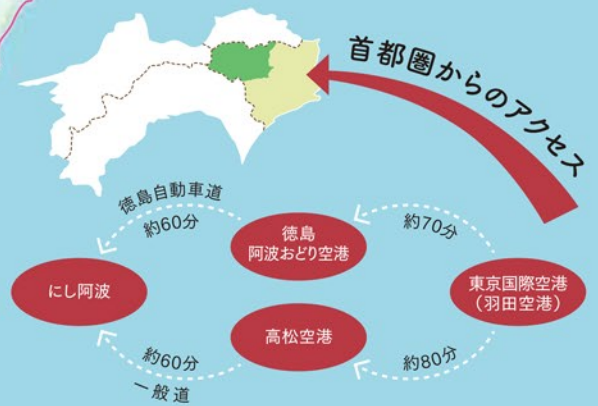 首都圏からのアクセス
徳島自動車道
約60分
徳島
阿波おどり空港
約70分
にし阿波
東京国際空港
（羽田空港）
高松空港
約60分
一般道
約80分